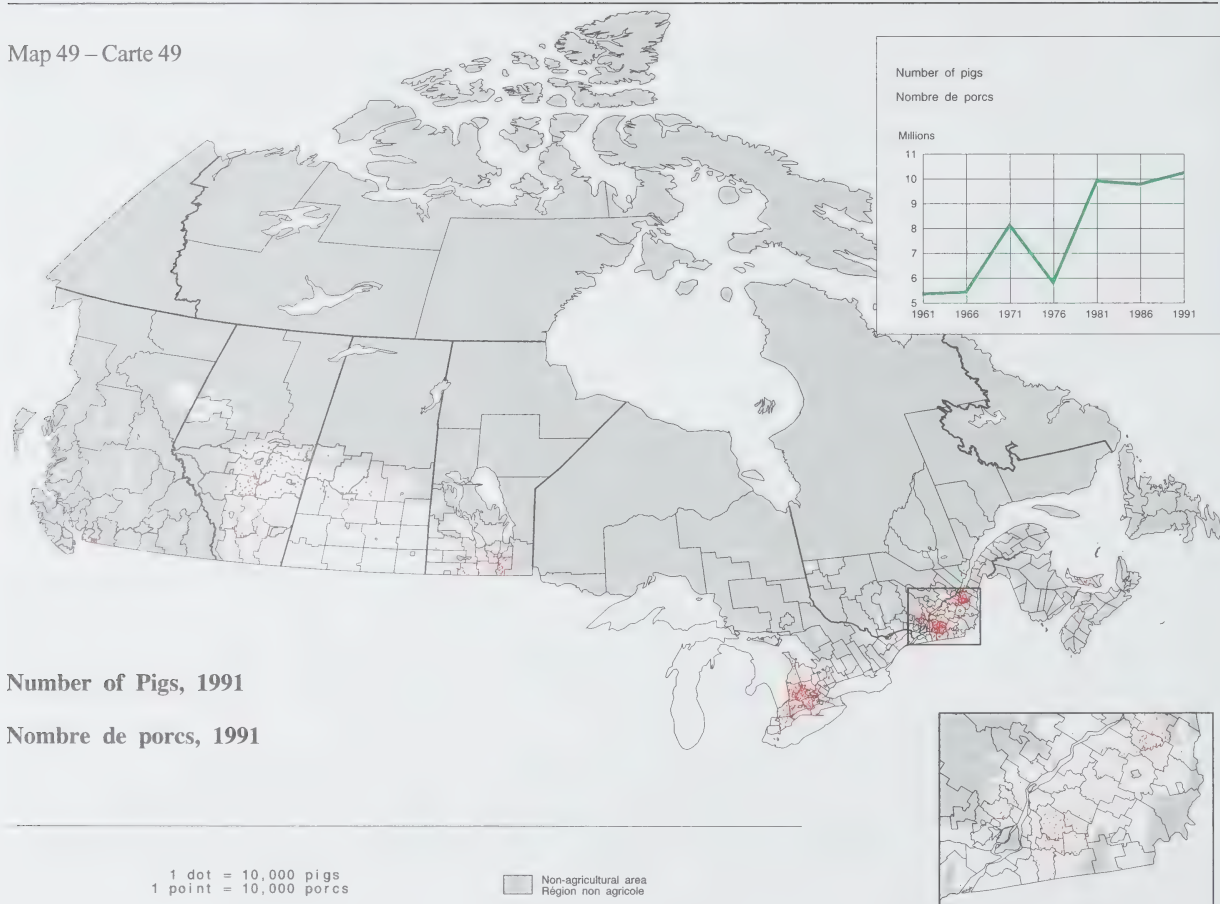 Map 49 – Carte 49
Number of pigs
Nombre de porcs
Millions
11
10
9
8
7
6
5
1961 1966 1971 1976 1981 1986 1991
Number of Pigs, 1991
Nombre de porcs, 1991
1 dot = 10,000 pigs
1 point = 10,000 porcs
Non-agricultural area
Région non agricole